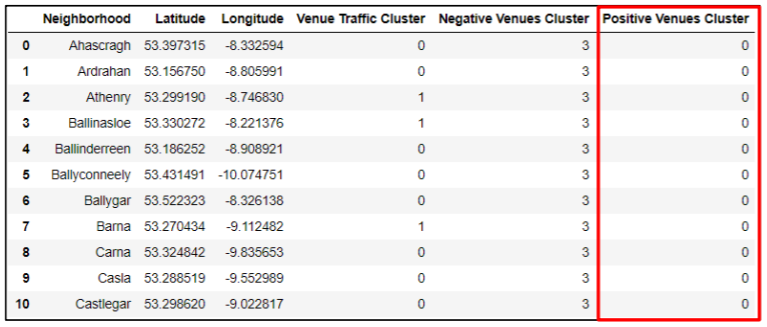 Neighborhood Latitude Longitude Venue Traffic Cluster Negative Venues Cluster Positive Venues Cluster
0 Ahascragh 53.397315 -8.332594 0 3 0
1 Ardrahan 53.156750 -8.805991 0 3 0
2 Athenry 53.299190 -8.746830 1 3 0
3 Ballinasloe 53.330272 -8.221376 1 3 0
4 Ballinderreen 53.186252 -8.908921 0 3 0
5 Ballyconneely 53.431491 -10.074751 0 3 0
6 Ballygar 53.522323 -8.326138 0 3 0
7 Barna 53.270434 -9.112482 1 3 0
8 Carna 53.324842 -9.835653 0 3 0
9 Casla 53.288519 -9.552989 0 3 0
10 Castlegar 53.298620 -9.022817 0 3 0